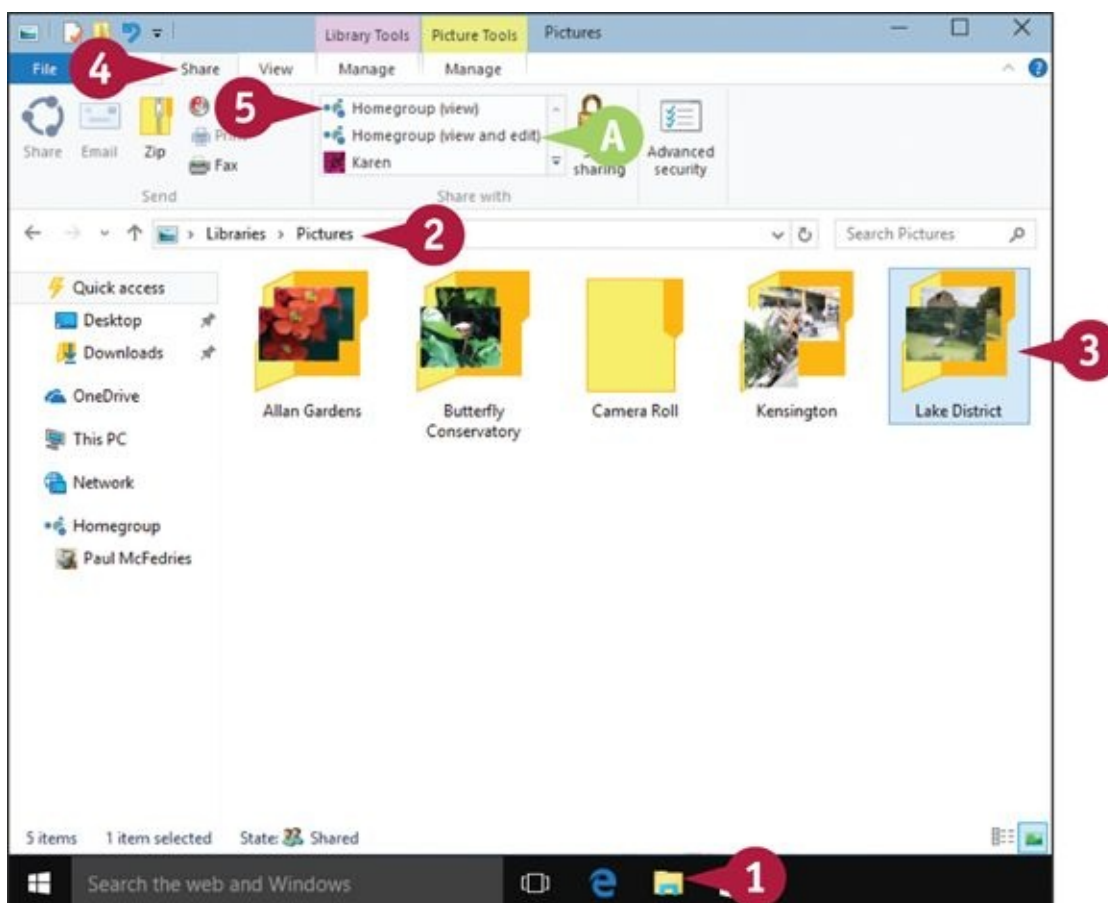 Library Tools Picture Tools Pictures
File Share View Manage Manage
4
5
Homegroup (view)
Homegroup (view and edit)
A
Karen
Share Email Zip
Fax
sharing
Advanced security
Send Share with
Libraries > Pictures
2
Search Pictures
Quick access
Desktop
Downloads
OneDrive
This PC
Network
Homegroup
Paul McFedries
Allan Gardens
Butterfly Conservatory
Camera Roll
Kensington
Lake District
3
5 items 1 item selected State: Shared
Search the web and Windows
1